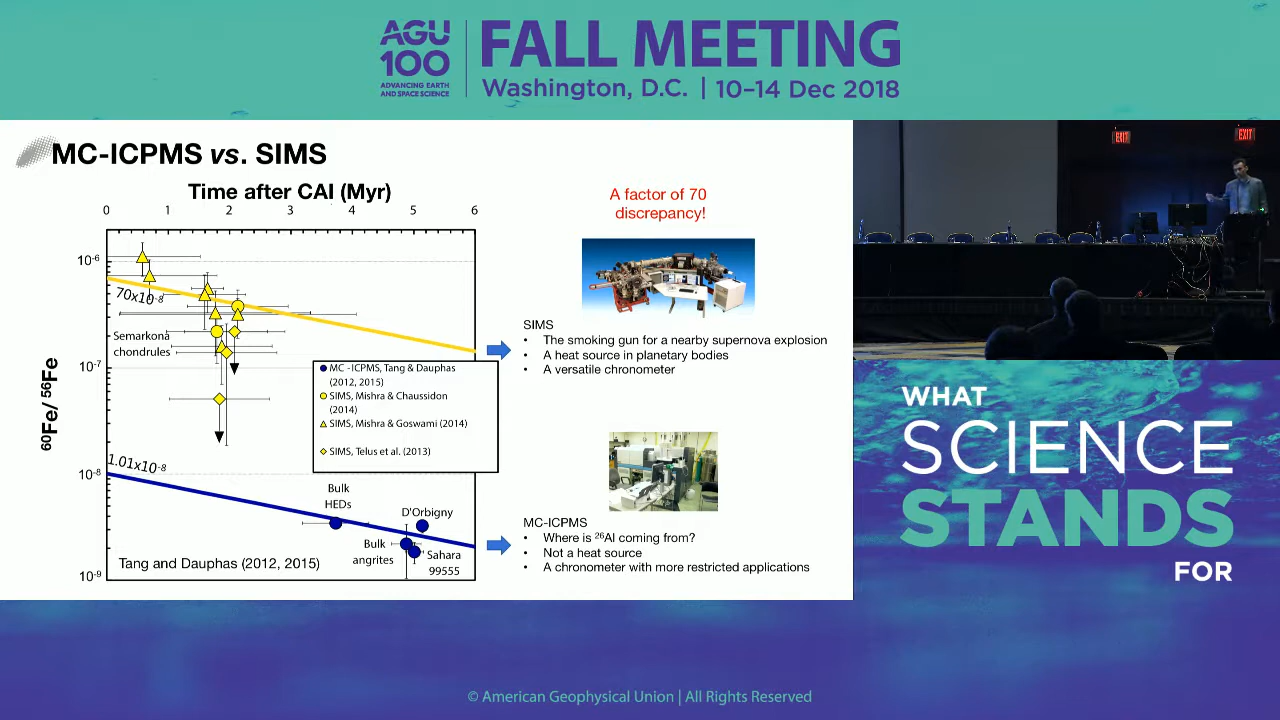 AGU
100
ADVANCING EARTH
AND SPACE SCIENCE
FALL MEETING
Washington, D.C. | 10–14 Dec 2018
MC-ICPMS vs. SIMS
Time after CAI (Myr)
0 1 2 3 4 5 6
10-6
10-7
10-8
10-9
60Fe/ 56Fe
70x10-8
Semarkona
chondrules
MC -ICPMS, Tang & Dauphas
(2012, 2015)
SIMS, Mishra & Chaussidon
(2014)
SIMS, Mishra & Goswami (2014)
SIMS, Telus et al. (2013)
1.01x10-8
Bulk
HEDs
D'Orbigny
Bulk
angrites
Sahara
99555
Tang and Dauphas (2012, 2015)
A factor of 70
discrepancy!
SIMS
• The smoking gun for a nearby supernova explosion
• A heat source in planetary bodies
• A versatile chronometer
MC-ICPMS
• Where is 26Al coming from?
• Not a heat source
• A chronometer with more restricted applications
EXIT
EXIT
WHAT
SCIENCE
STANDS
FOR
© American Geophysical Union | All Rights Reserved